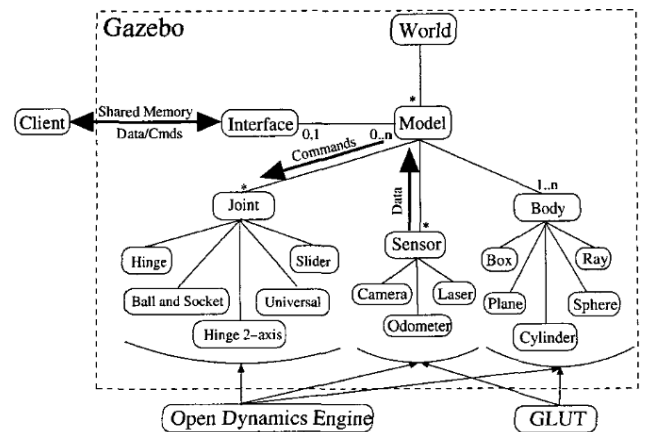 Gazebo
World
*
Client
Shared Memory
Data/Cmds
Interface
0,1
0..n
Model
Commands
*
Joint
Data
*
Sensor
1..n
Body
Hinge
Slider
Ball and Socket
Universal
Hinge 2-axis
Camera
Laser
Odometer
Box
Ray
Plane
Sphere
Cylinder
Open Dynamics Engine
GLUT